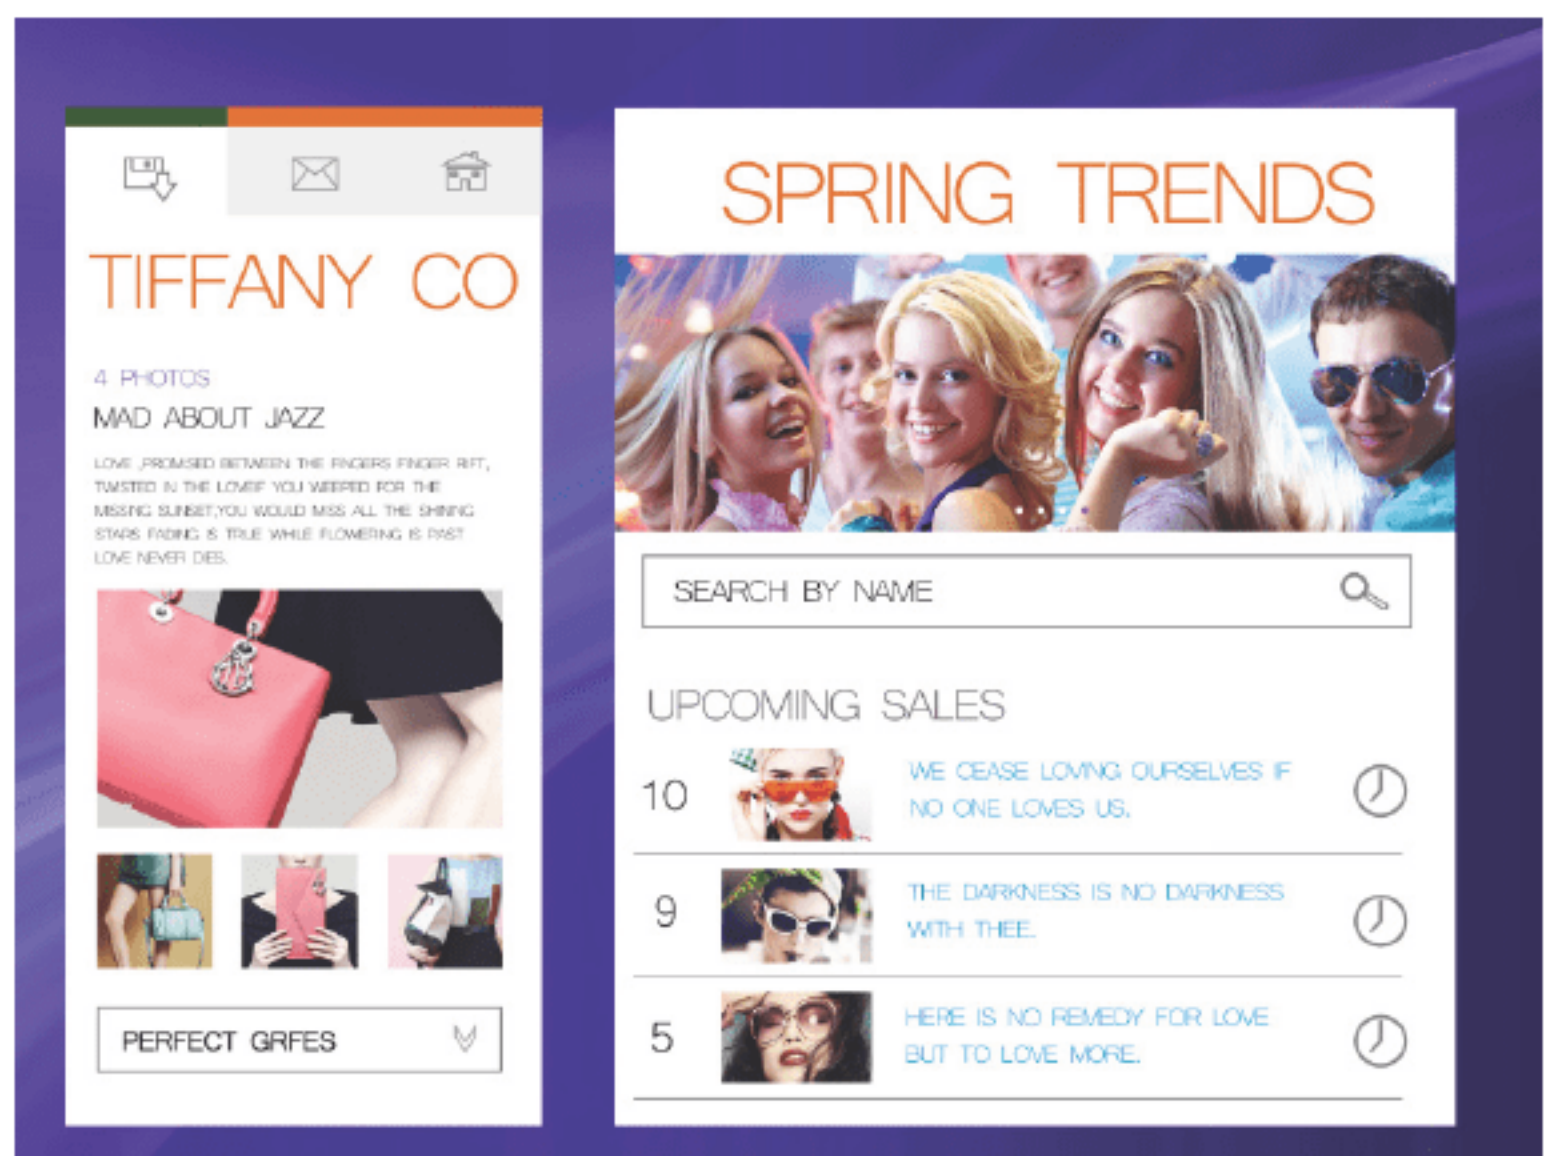 TIFFANY CO
4 PHOTOS
MAD ABOUT JAZZ
LOVE ,PROMISED BETWEEN THE FINGERS FINGER RIFT,
TWISTED IN THE LOVEIF YOU WEEPED FOR THE
MISSING SUNSET,YOU WOULD MISS ALL THE SHINING
STARS FADING IS TRUE WHILE FLOWERING IS PAST
LOVE NEVER DIES.
PERFECT GRFES
SPRING TRENDS
SEARCH BY NAME
UPCOMING SALES
10
WE CEASE LOVING OURSELVES IF
NO ONE LOVES US.
9
THE DARKNESS IS NO DARKNESS
WITH THEE.
5
HERE IS NO REMEDY FOR LOVE
BUT TO LOVE MORE.